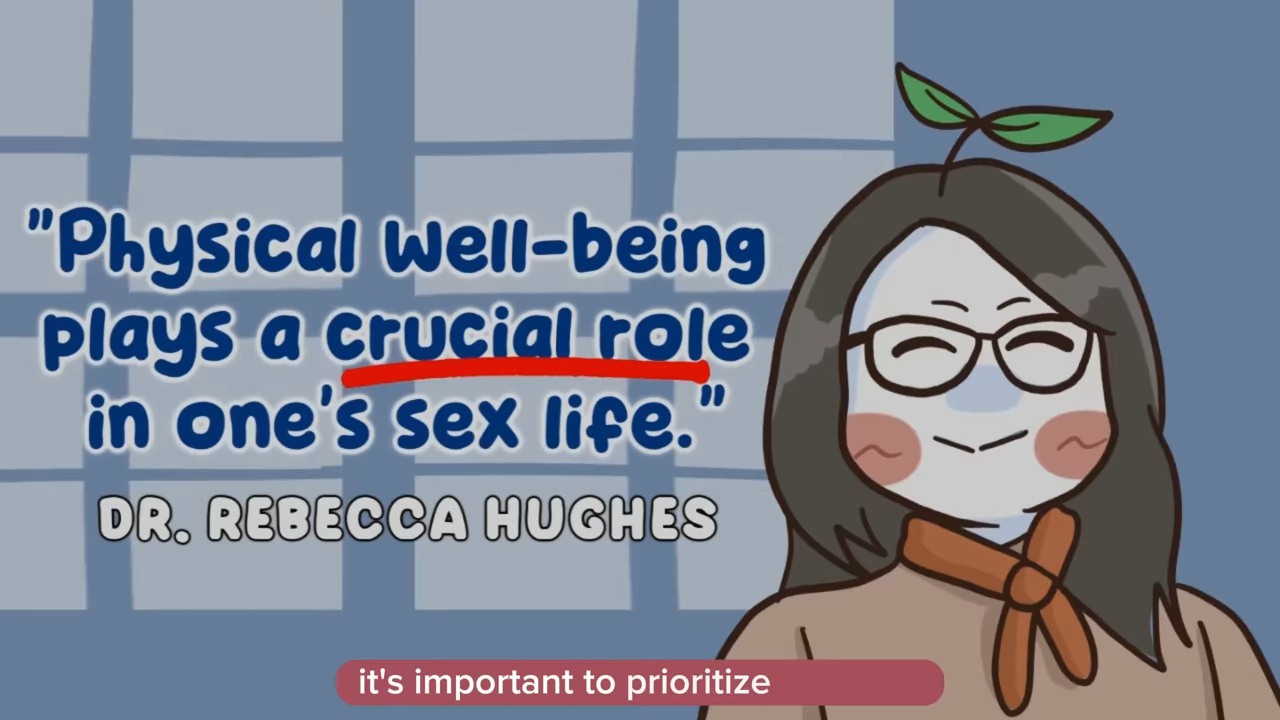 "Physical well-being
plays a crucial role
in one's sex life."
DR. REBECCA HUGHES
it's important to prioritize